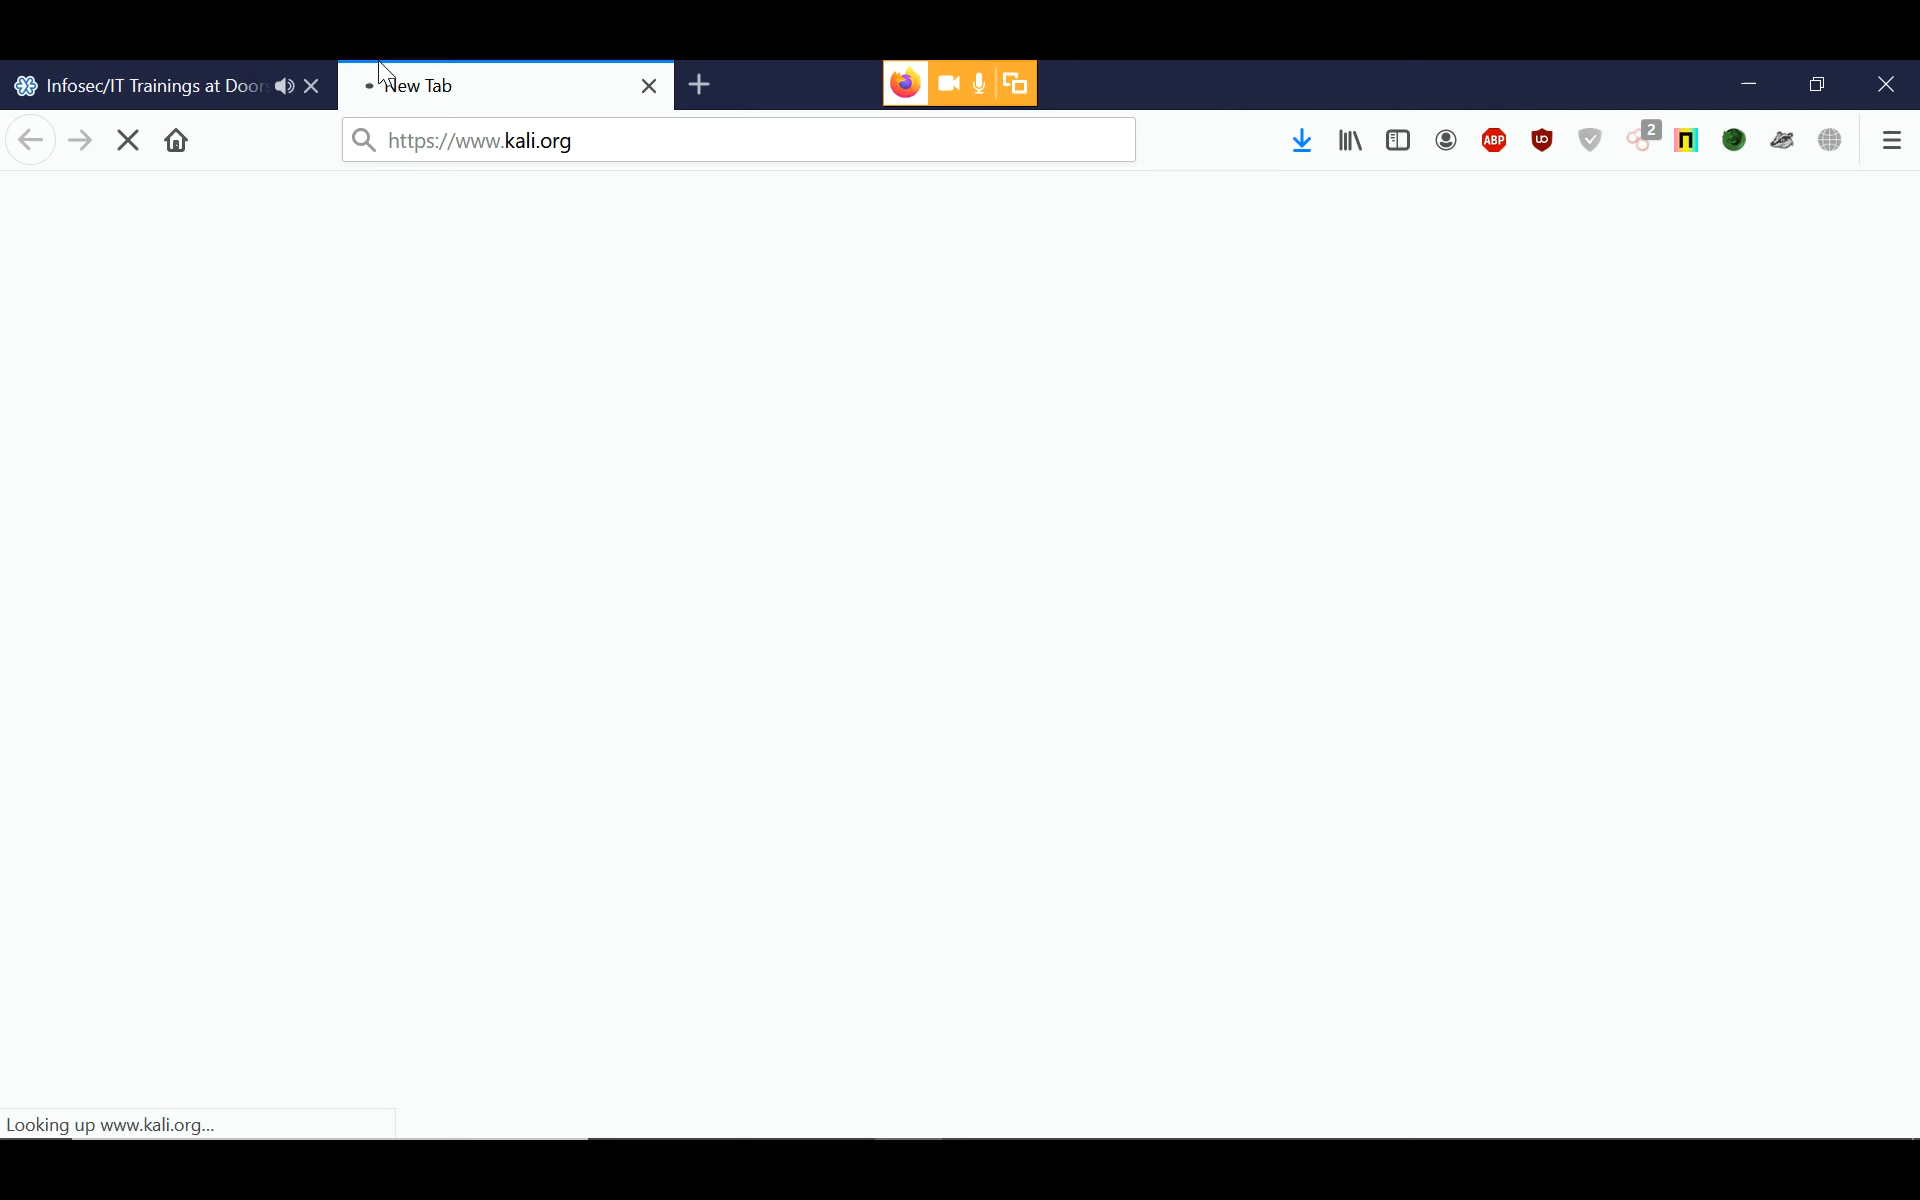 Infosec/IT Trainings at Door
New Tab
https://www.kali.org
ABP
2
Looking up www.kali.org...